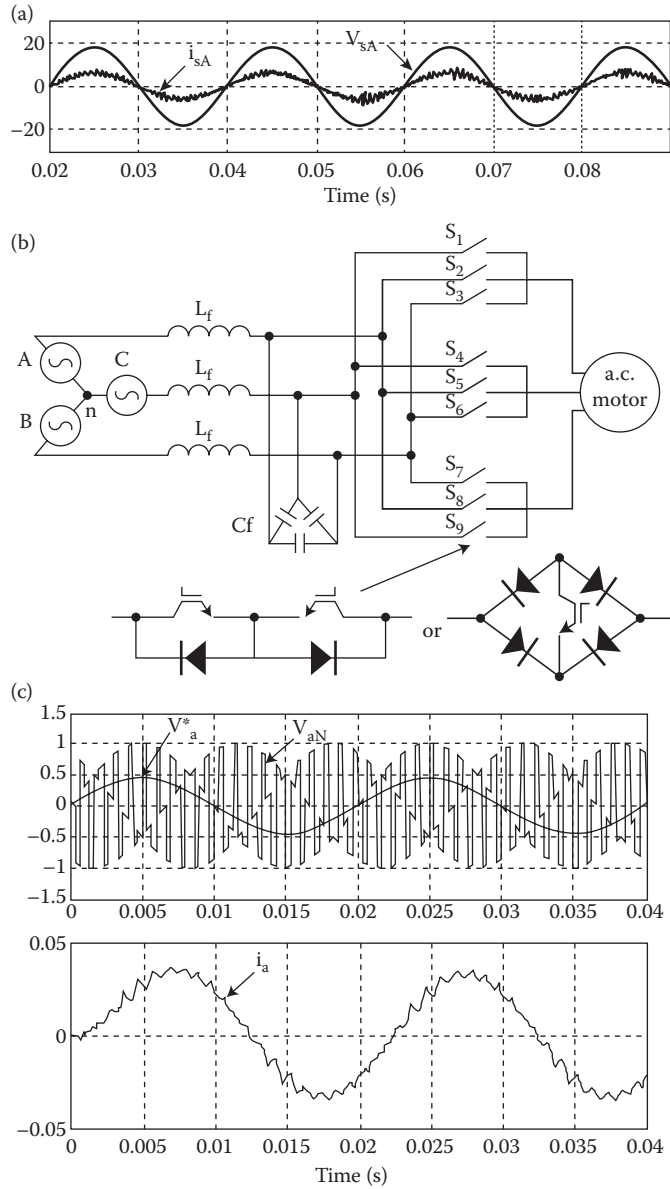 (a)
20
0
−20
i_sA
V_sA
0.02 0.03 0.04 0.05 0.06 0.07 0.08
Time (s)
(b)
S_1
S_2
S_3
L_f
A
C
L_f
S_4
S_5
S_6
a.c.
motor
B
n
L_f
S_7
S_8
S_9
Cf
or
(c)
1.5
1
0.5
0
−0.5
−1
−1.5
V*_a
V_aN
0 0.005 0.01 0.015 0.02 0.025 0.03 0.035 0.04
0.05
0
−0.05
i_a
0 0.005 0.01 0.015 0.02 0.025 0.03 0.035 0.04
Time (s)